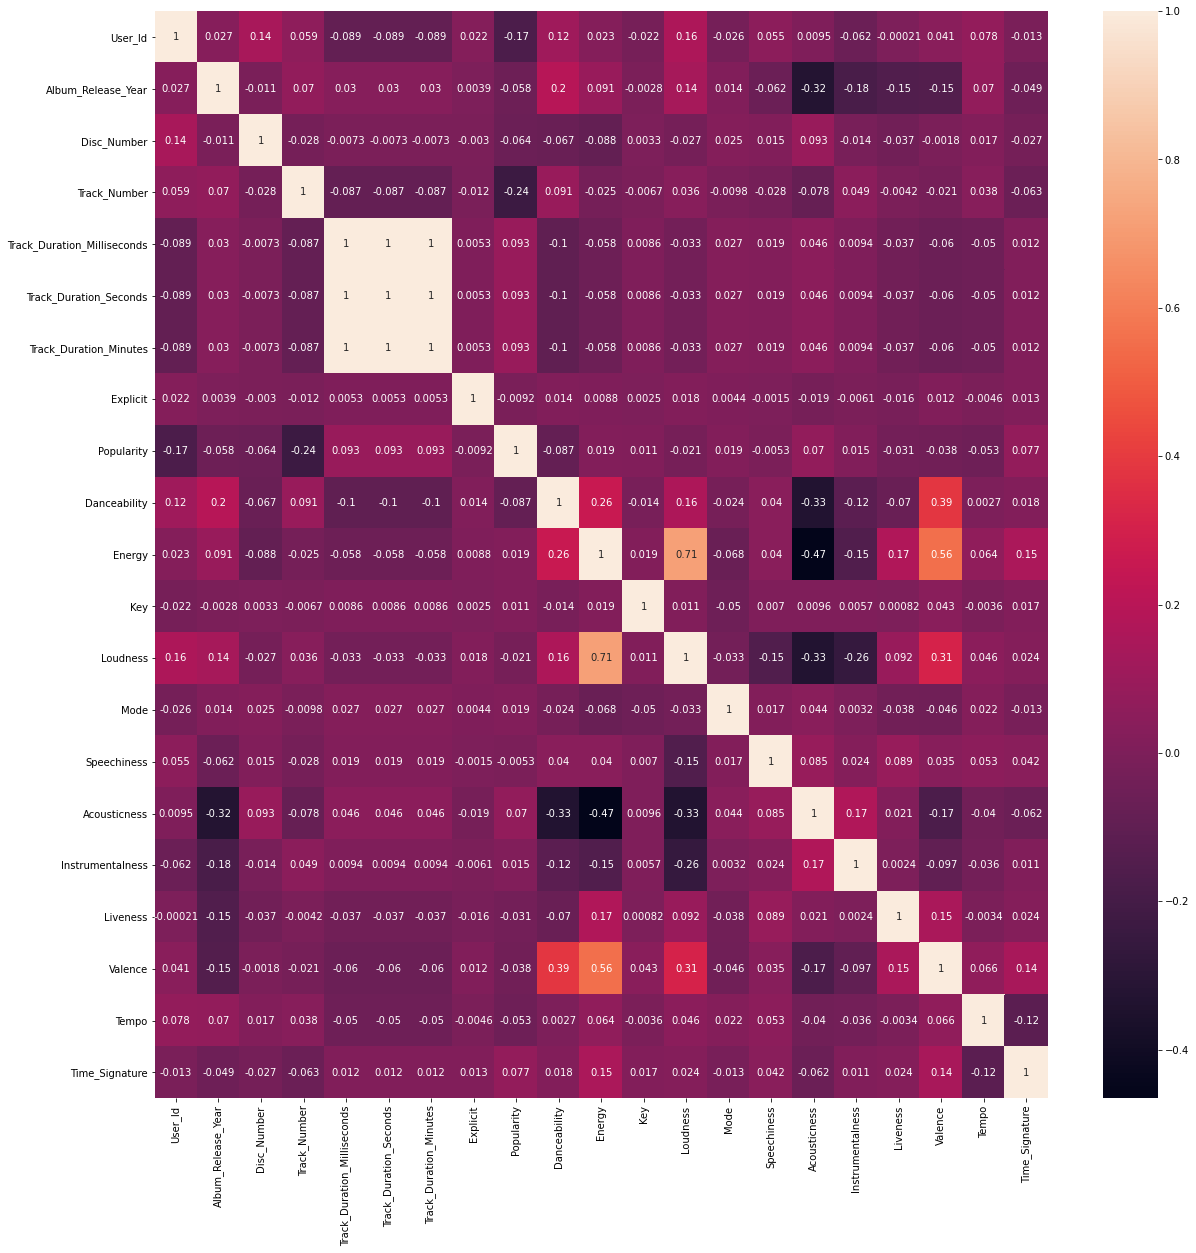 User_Id 1 0.027 0.14 0.059 -0.089 -0.089 -0.089 0.022 -0.17 0.12 0.023 -0.022 0.16 -0.026 0.055 0.0095 -0.062 -0.00021 0.041 0.078 -0.013
Album_Release_Year 0.027 1 -0.011 0.07 0.03 0.03 0.03 0.0039 -0.058 0.2 0.091 -0.0028 0.14 0.014 -0.062 -0.32 -0.18 -0.15 -0.15 0.07 -0.049
Disc_Number 0.14 -0.011 1 -0.028 -0.0073 -0.0073 -0.0073 -0.003 -0.064 -0.067 -0.088 0.0033 -0.027 0.025 0.015 0.093 -0.014 -0.037 -0.0018 0.017 -0.027
Track_Number 0.059 0.07 -0.028 1 -0.087 -0.087 -0.087 -0.012 -0.24 0.091 -0.025 -0.0067 0.036 -0.0098 -0.028 -0.078 0.049 -0.0042 -0.021 0.038 -0.063
Track_Duration_Milliseconds -0.089 0.03 -0.0073 -0.087 1 1 1 0.0053 0.093 -0.1 -0.058 0.0086 -0.033 0.027 0.019 0.046 0.0094 -0.037 -0.06 -0.05 0.012
Track_Duration_Seconds -0.089 0.03 -0.0073 -0.087 1 1 1 0.0053 0.093 -0.1 -0.058 0.0086 -0.033 0.027 0.019 0.046 0.0094 -0.037 -0.06 -0.05 0.012
Track_Duration_Minutes -0.089 0.03 -0.0073 -0.087 1 1 1 0.0053 0.093 -0.1 -0.058 0.0086 -0.033 0.027 0.019 0.046 0.0094 -0.037 -0.06 -0.05 0.012
Explicit 0.022 0.0039 -0.003 -0.012 0.0053 0.0053 0.0053 1 -0.0092 0.014 0.0088 0.0025 0.018 0.0044 -0.0015 -0.019 -0.0061 -0.016 0.012 -0.0046 0.013
Popularity -0.17 -0.058 -0.064 -0.24 0.093 0.093 0.093 -0.0092 1 -0.087 0.019 0.011 -0.021 0.019 -0.0053 0.07 0.015 -0.031 -0.038 -0.053 0.077
Danceability 0.12 0.2 -0.067 0.091 -0.1 -0.1 -0.1 0.014 -0.087 1 0.26 -0.014 0.16 -0.024 0.04 -0.33 -0.12 -0.07 0.39 0.0027 0.018
Energy 0.023 0.091 -0.088 -0.025 -0.058 -0.058 -0.058 0.0088 0.019 0.26 1 0.019 0.71 -0.068 0.04 -0.47 -0.15 0.17 0.56 0.064 0.15
Key -0.022 -0.0028 0.0033 -0.0067 0.0086 0.0086 0.0086 0.0025 0.011 -0.014 0.019 1 0.011 -0.05 0.007 0.0096 0.0057 0.00082 0.043 -0.0036 0.017
Loudness 0.16 0.14 -0.027 0.036 -0.033 -0.033 -0.033 0.018 -0.021 0.16 0.71 0.011 1 -0.033 -0.15 -0.33 -0.26 0.092 0.31 0.046 0.024
Mode -0.026 0.014 0.025 -0.0098 0.027 0.027 0.027 0.0044 0.019 -0.024 -0.068 -0.05 -0.033 1 0.017 0.044 0.0032 -0.038 -0.046 0.022 -0.013
Speechiness 0.055 -0.062 0.015 -0.028 0.019 0.019 0.019 -0.0015 -0.0053 0.04 0.04 0.007 -0.15 0.017 1 0.085 0.024 0.089 0.035 0.053 0.042
Acousticness 0.0095 -0.32 0.093 -0.078 0.046 0.046 0.046 -0.019 0.07 -0.33 -0.47 0.0096 -0.33 0.044 0.085 1 0.17 0.021 -0.17 -0.04 -0.062
Instrumentalness -0.062 -0.18 -0.014 0.049 0.0094 0.0094 0.0094 -0.0061 0.015 -0.12 -0.15 0.0057 -0.26 0.0032 0.024 0.17 1 0.0024 -0.097 -0.036 0.011
Liveness -0.00021 -0.15 -0.037 -0.0042 -0.037 -0.037 -0.037 -0.016 -0.031 -0.07 0.17 0.00082 0.092 -0.038 0.089 0.021 0.0024 1 0.15 -0.0034 0.024
Valence 0.041 -0.15 -0.0018 -0.021 -0.06 -0.06 -0.06 0.012 -0.038 0.39 0.56 0.043 0.31 -0.046 0.035 -0.17 -0.097 0.15 1 0.066 0.14
Tempo 0.078 0.07 0.017 0.038 -0.05 -0.05 -0.05 -0.0046 -0.053 0.0027 0.064 -0.0036 0.046 0.022 0.053 -0.04 -0.036 -0.0034 0.066 1 -0.12
Time_Signature -0.013 -0.049 -0.027 -0.063 0.012 0.012 0.012 0.013 0.077 0.018 0.15 0.017 0.024 -0.013 0.042 -0.062 0.011 0.024 0.14 -0.12 1
User_Id
Album_Release_Year
Disc_Number
Track_Number
Track_Duration_Milliseconds
Track_Duration_Seconds
Track_Duration_Minutes
Explicit
Popularity
Danceability
Energy
Key
Loudness
Mode
Speechiness
Acousticness
Instrumentalness
Liveness
Valence
Tempo
Time_Signature
1.0
0.8
0.6
0.4
0.2
0.0
−0.2
−0.4